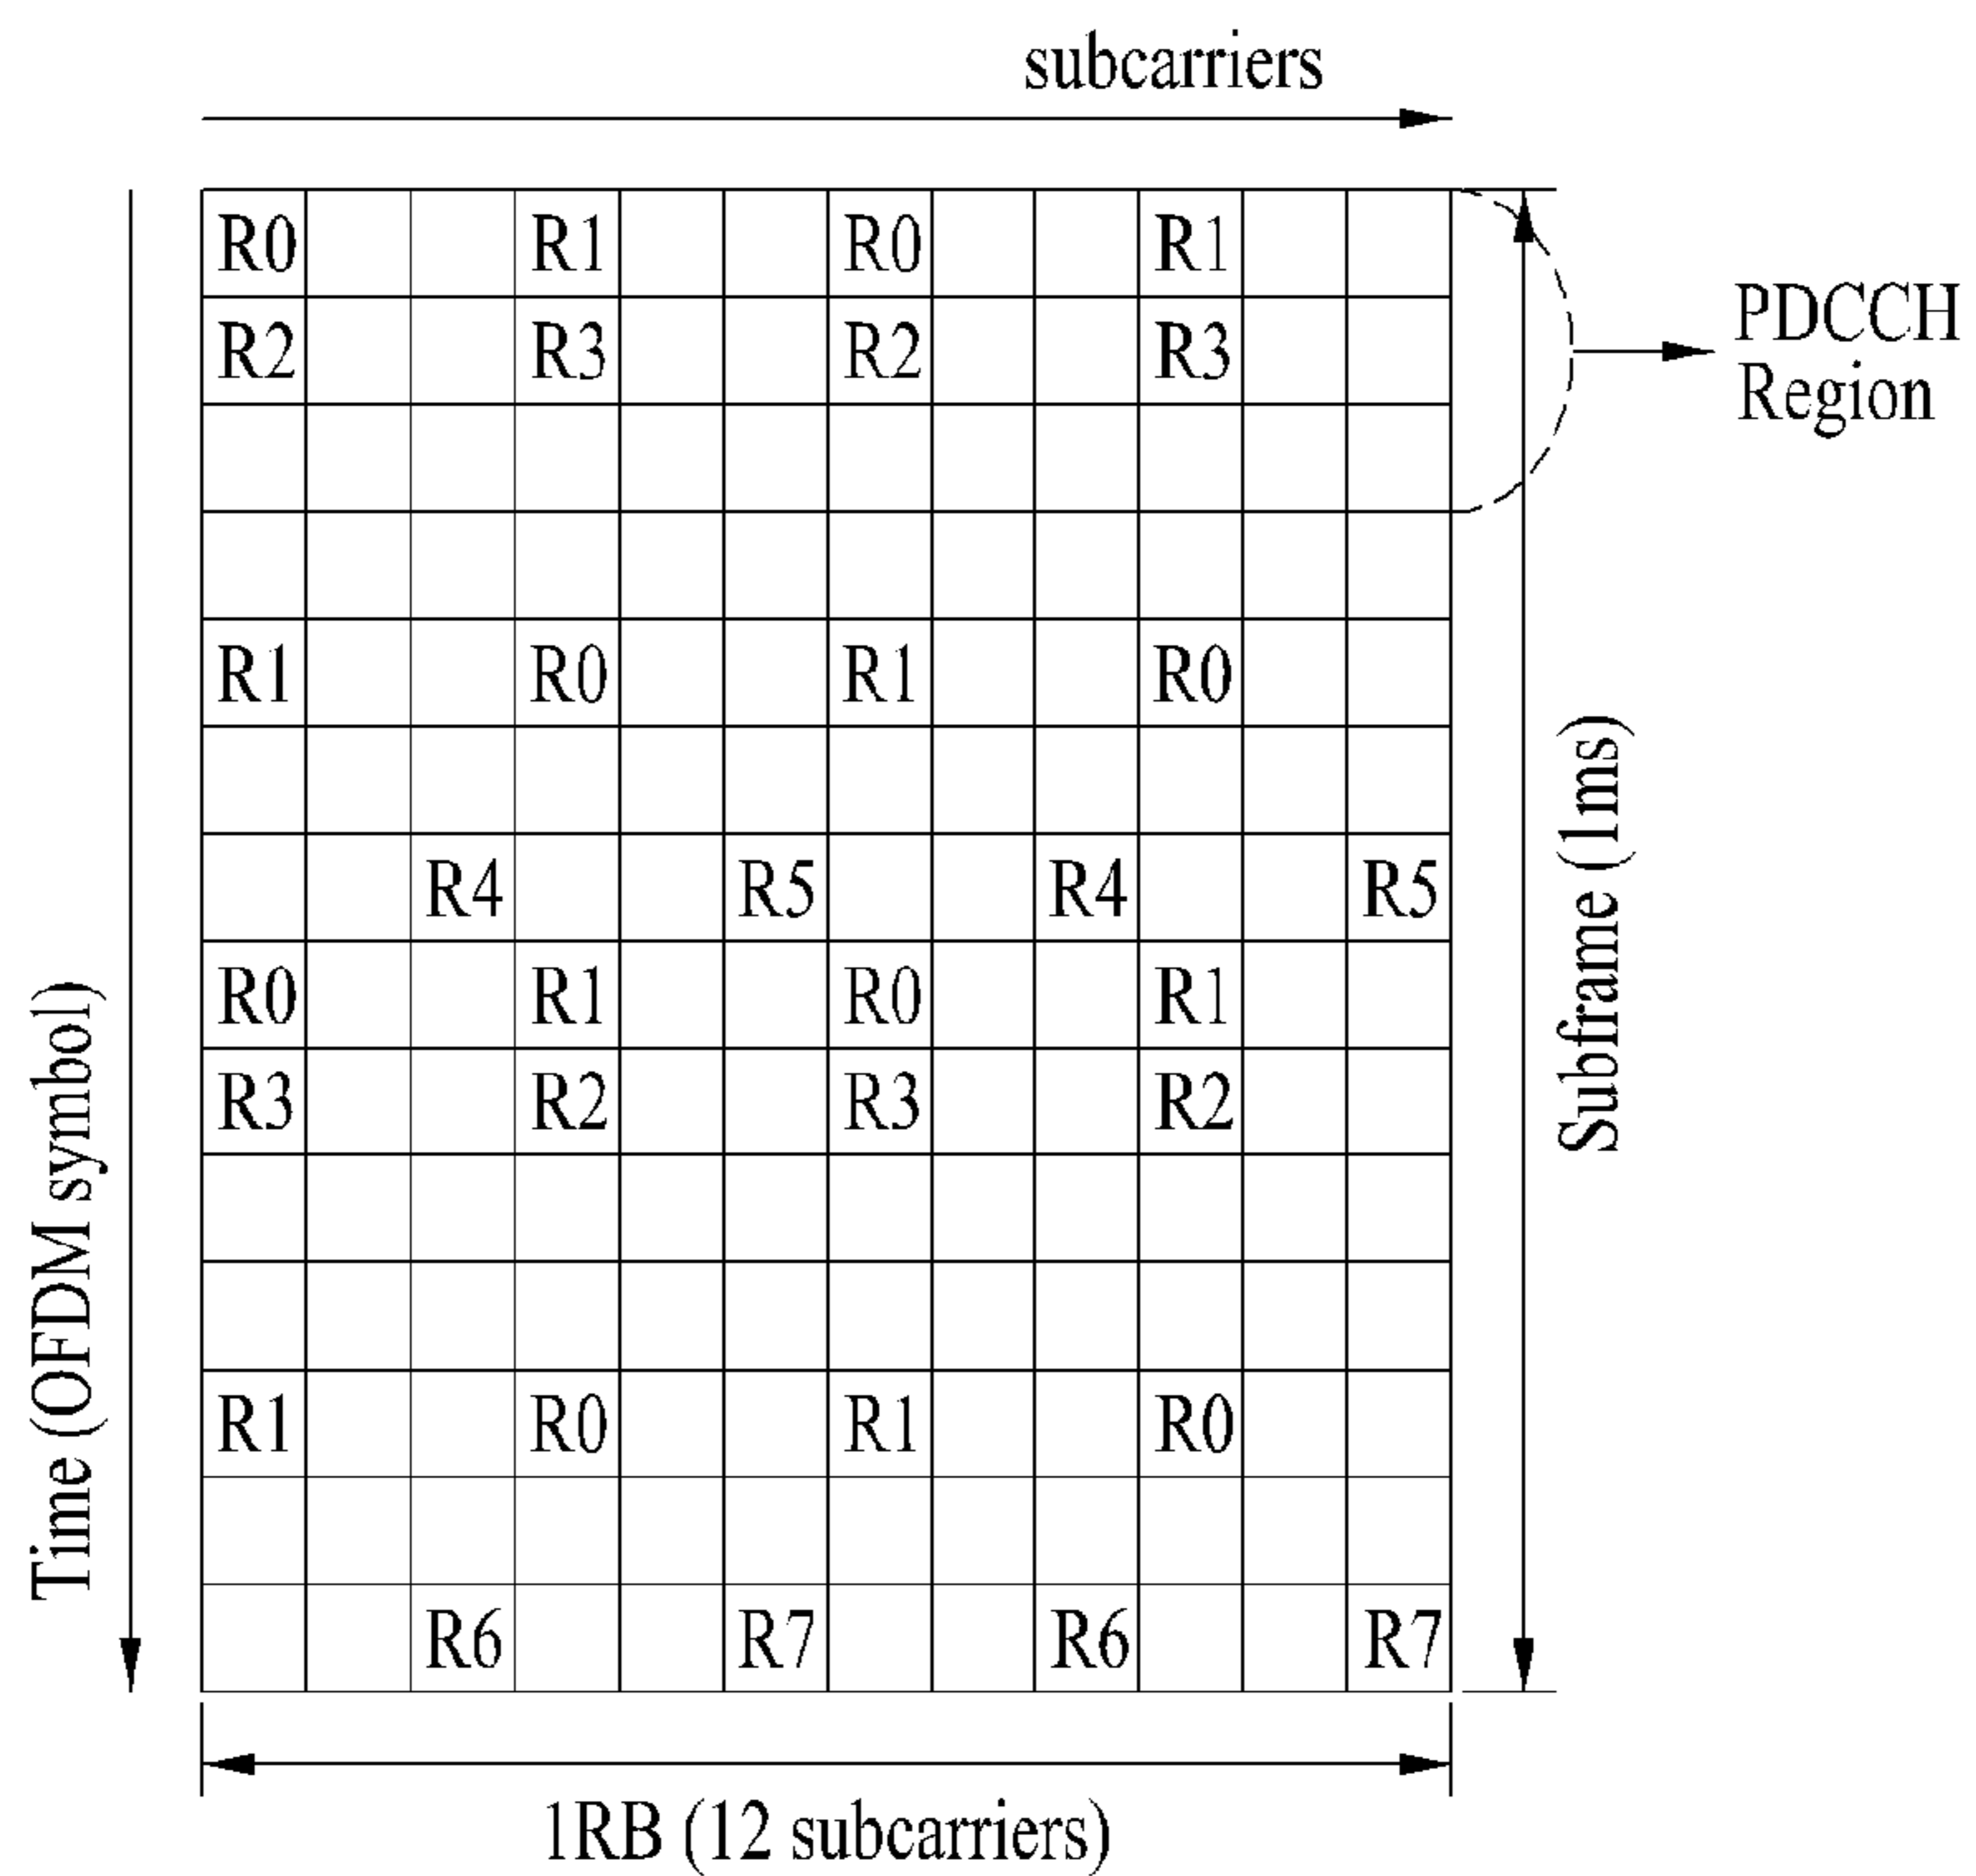 subcarriers
R0 R1 R0 R1
R2 R3 R2 R3
PDCCH
Region
R1 R0 R1 R0
R4 R5 R4 R5
R0 R1 R0 R1
R3 R2 R3 R2
R1 R0 R1 R0
R6 R7 R6 R7
Time (OFDM symbol)
Subframe (1ms)
1RB (12 subcarriers)